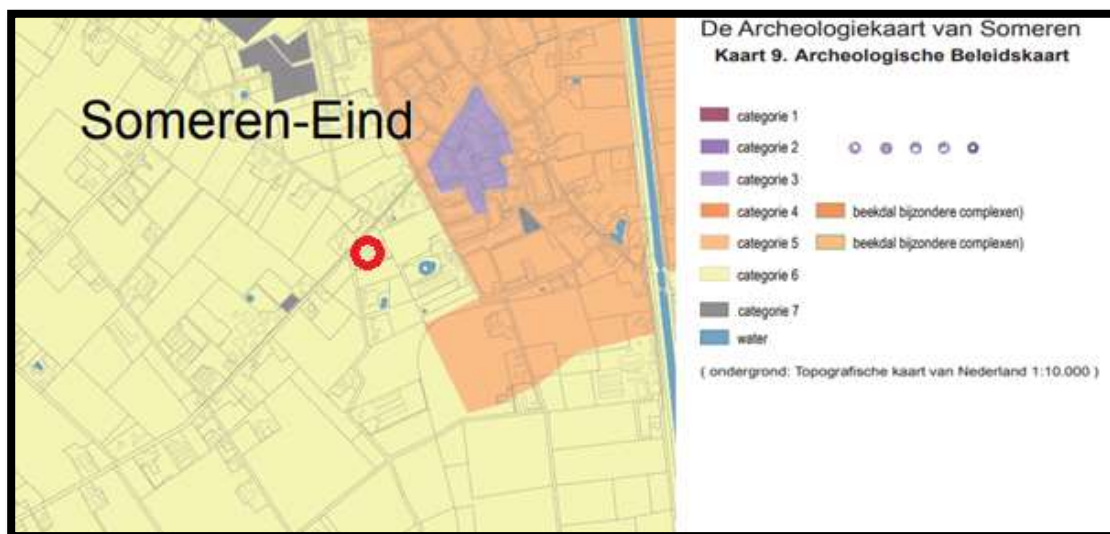 De Archeologiekaart van Someren
Kaart 9. Archeologische Beleidskaart
Someren-Eind
categorie 1
categorie 2
categorie 3
categorie 4 beekdal bijzondere complexen)
categorie 5 beekdal bijzondere complexen)
categorie 6
categorie 7
water
( ondergrond: Topografische kaart van Nederland 1:10.000 )